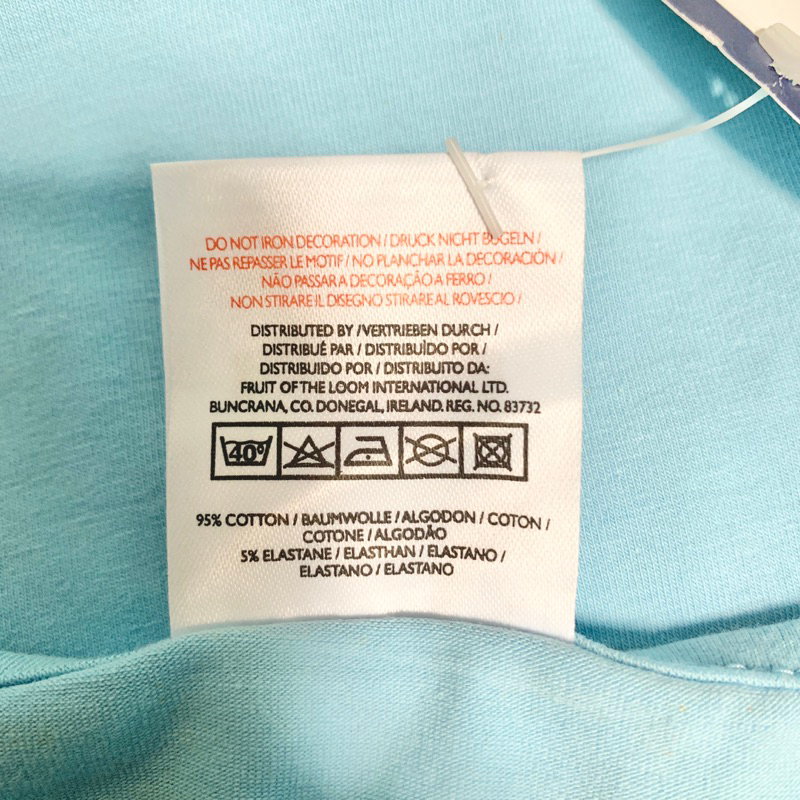 DO NOT IRON DECORATION / DRUCK NICHT BÜGELN /
NE PAS REPASSER LE MOTIF / NO PLANCHAR LA DECORACIÓN /
NÃO PASSAR A DECORAÇÃO A FERRO /
NON STIRARE IL DISEGNO STIRARE AL ROVESCIO /
DISTRIBUTED BY / VERTRIEBEN DURCH /
DISTRIBUÉ PAR / DISTRIBUÌDO POR /
DISTRIBUIDO POR / DISTRIBUITO DA:
FRUIT OF THE LOOM INTERNATIONAL LTD.
BUNCRANA, CO. DONEGAL, IRELAND. REG. NO. 83732
40°
95% COTTON / BAUMWOLLE / ALGODON / COTON /
COTONE / ALGODÃO
5% ELASTANE / ELASTHAN / ELASTANO /
ELASTANO / ELASTANO